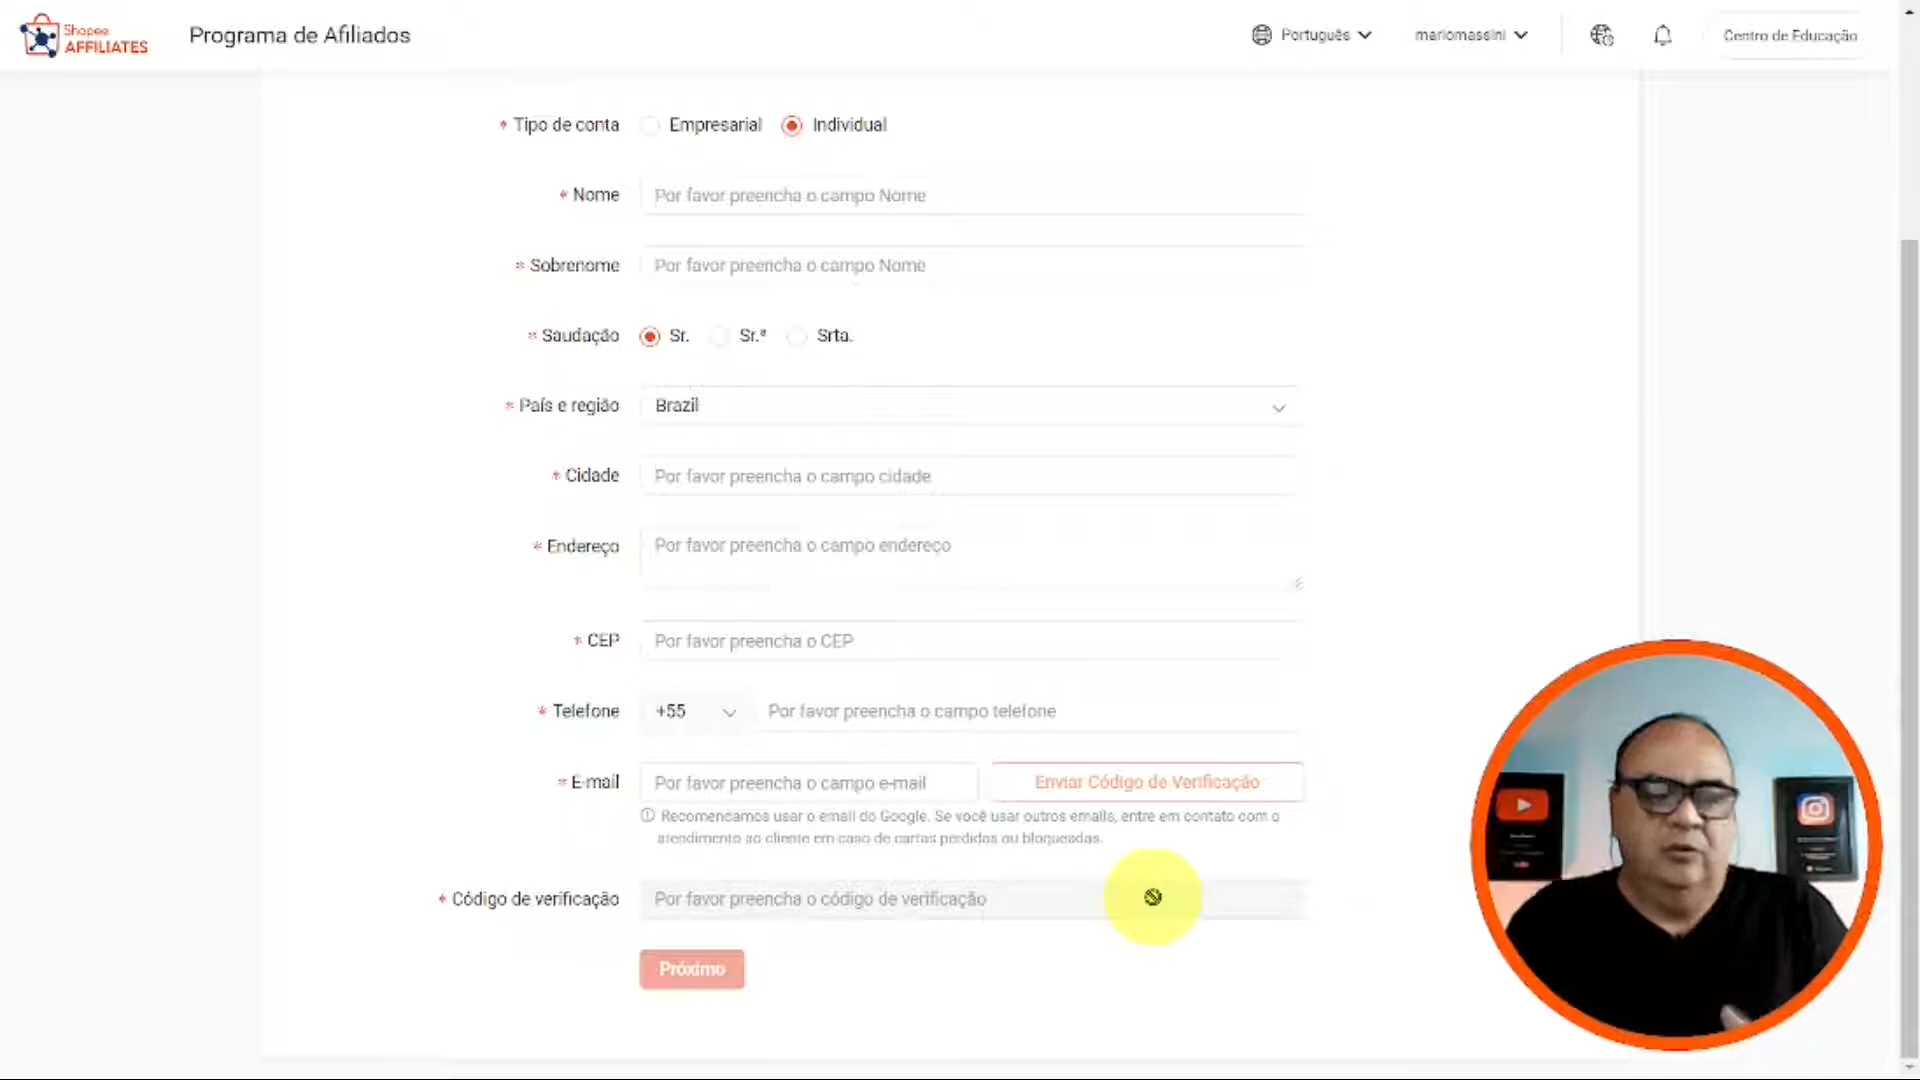 Shopee
AFFILIATES
Programa de Afiliados
Português
mariomassini
Centro de Educação
* Tipo de conta
Empresarial
Individual
* Nome
Por favor preencha o campo Nome
* Sobrenome
Por favor preencha o campo Nome
* Saudação
Sr.
Sr.ª
Srta.
* País e região
Brazil
* Cidade
Por favor preencha o campo cidade
* Endereço
Por favor preencha o campo endereço
* CEP
Por favor preencha o CEP
* Telefone
+55
Por favor preencha o campo telefone
* E-mail
Por favor preencha o campo e-mail
Enviar Código de Verificação
Recomendamos usar o email do Google. Se você usar outros emails, entre em contato com o
atendimento ao cliente em caso de cartas perdidas ou bloqueadas.
* Código de verificação
Por favor preencha o código de verificação
Próximo